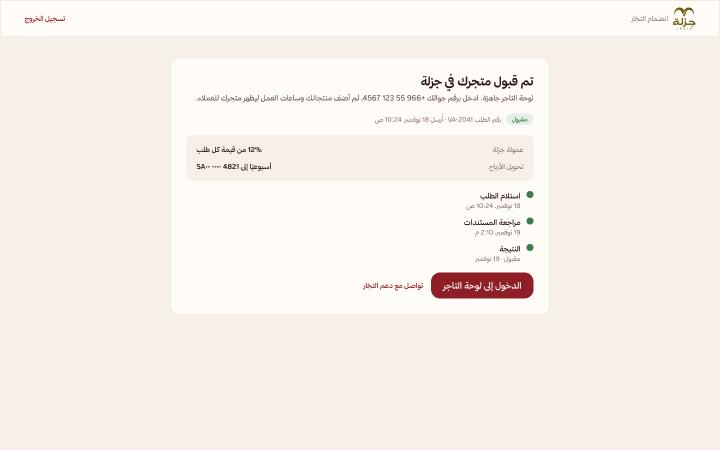 جزلة
JAZLH
انضمام التجار
تسجيل الخروج
تم قبول متجرك في جزلة
لوحة التاجر جاهزة. ادخل برقم جوالك +966 55 123 4567، ثم أضف منتجاتك وساعات العمل ليظهر متجرك للعملاء.
مقبول
رقم الطلب VA-2041 · أرسل 18 نوفمبر، 10:24 ص
عمولة جزلة
12% من قيمة كل طلب
تحويل الأرباح
أسبوعيًا إلى SA•• •••• 4821
استلام الطلب
18 نوفمبر، 10:24 ص
مراجعة المستندات
19 نوفمبر، 2:10 م
النتيجة
مقبول · 19 نوفمبر
الدخول إلى لوحة التاجر
تواصل مع دعم التجار